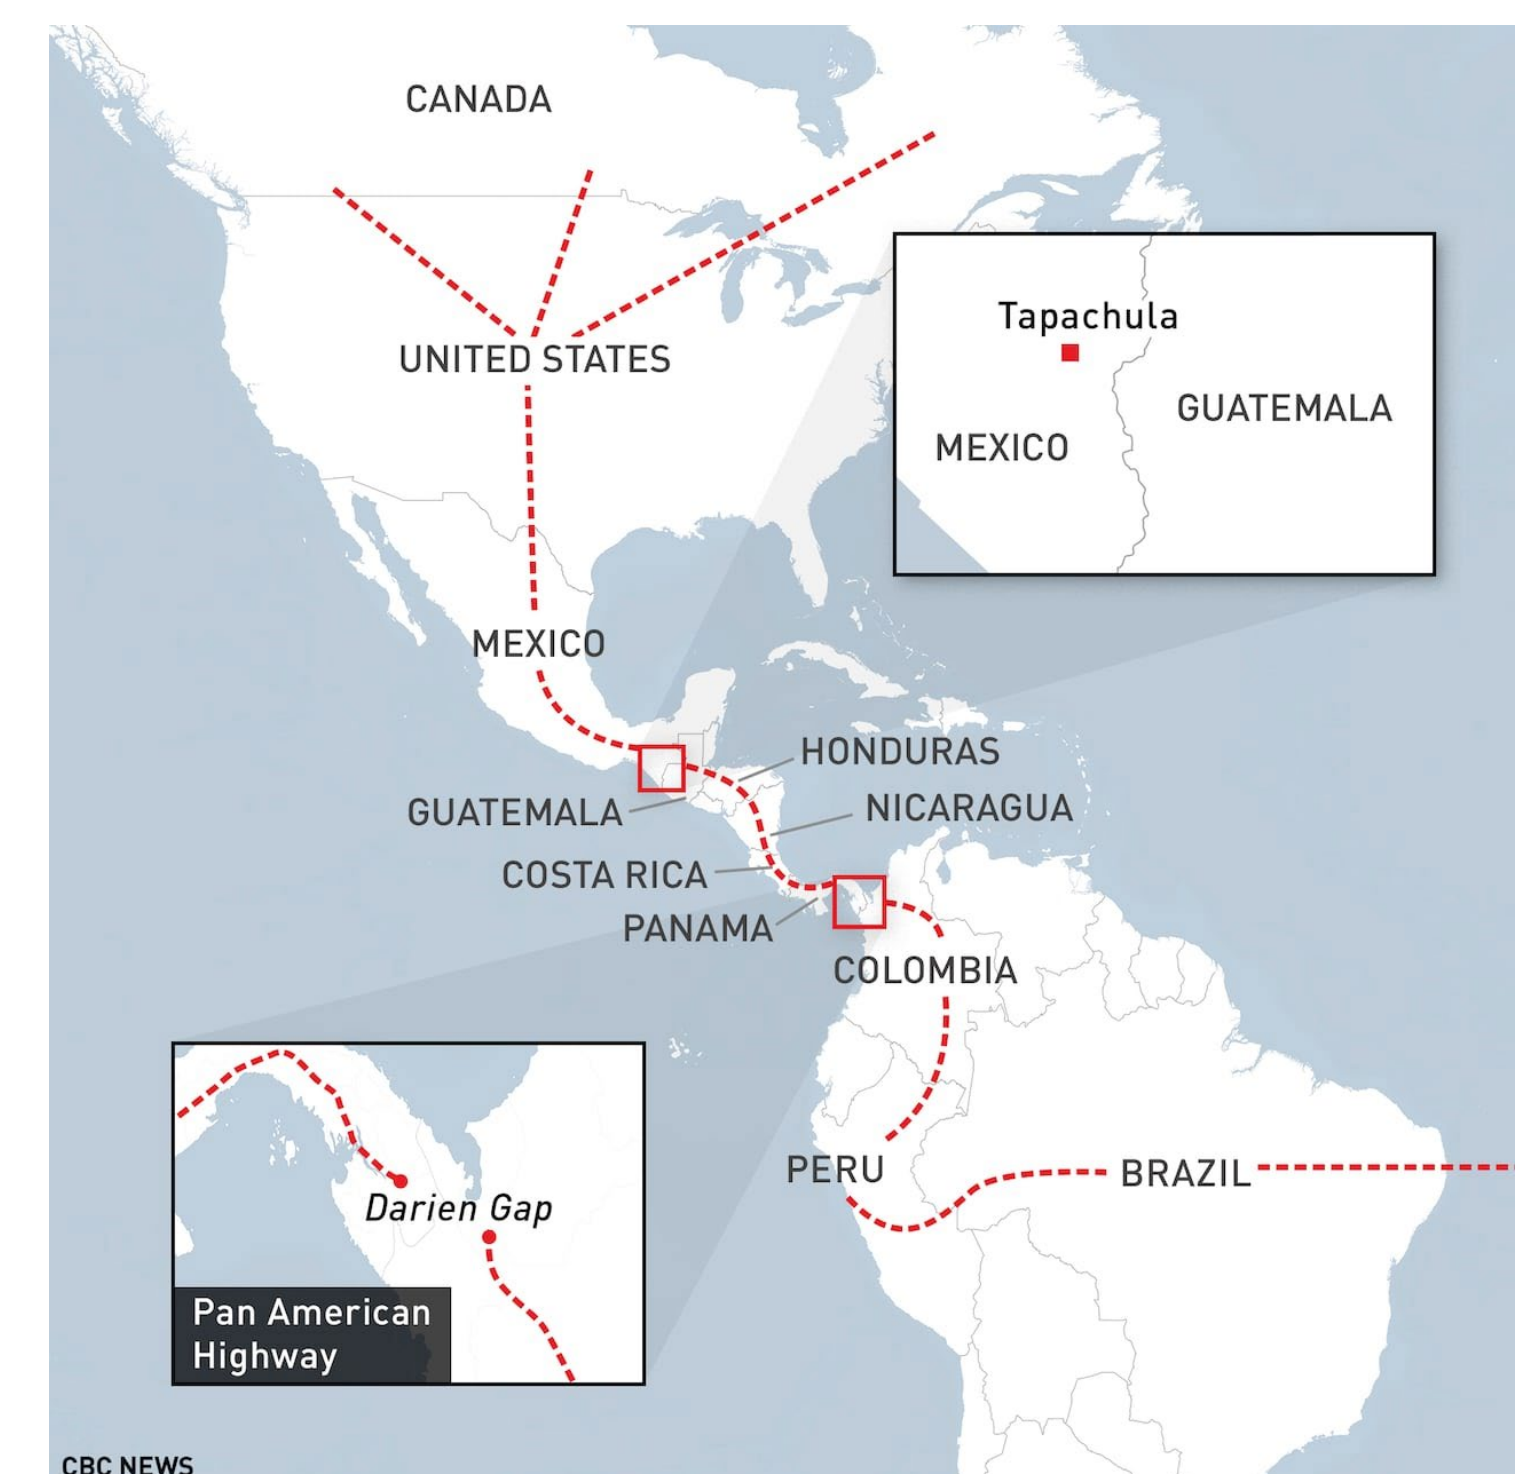 CANADA
UNITED STATES
Tapachula
GUATEMALA
MEXICO
MEXICO
HONDURAS
GUATEMALA
NICARAGUA
COSTA RICA
PANAMA
COLOMBIA
PERU
BRAZIL
Darien Gap
Pan American
Highway
CBC NEWS